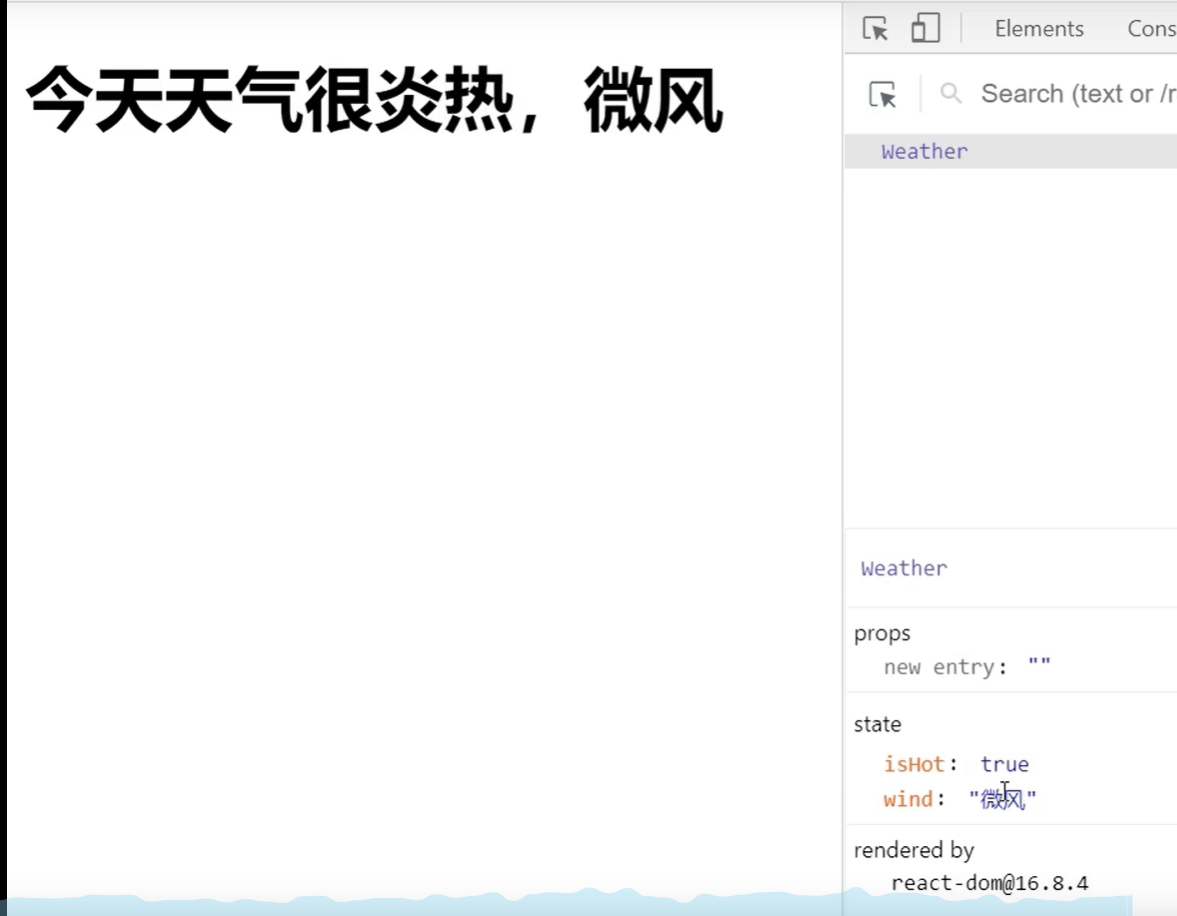 今天天气很炎热，微风
Elements Cons
Search (text or /r
Weather
Weather
props
new entry: ""
state
isHot: true
wind: "微风"
rendered by
react-dom@16.8.4